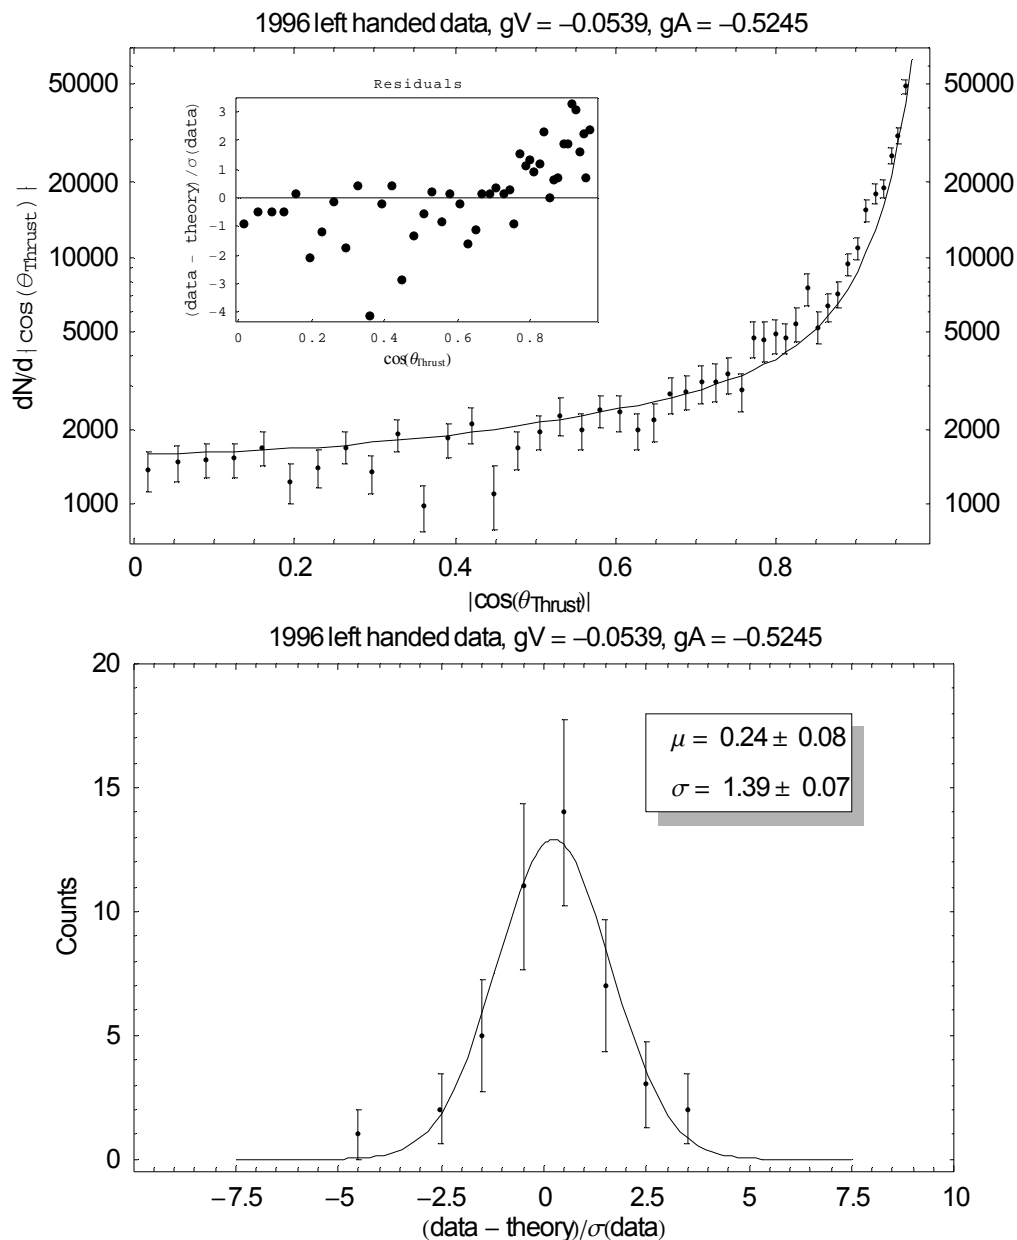 1996 left handed data, gV = −0.0539, gA = −0.5245
50000
20000
10000
5000
2000
1000
dN/d|cos(θThrust)|
50000
20000
10000
5000
2000
1000
Residuals
(data - theory)/σ(data)
3
2
1
0
−1
−2
−3
−4
0 0.2 0.4 0.6 0.8
cos(θThrust)
0 0.2 0.4 0.6 0.8
|cos(θThrust)|
1996 left handed data, gV = −0.0539, gA = −0.5245
20
15
10
5
0
Counts
μ = 0.24 ± 0.08
σ = 1.39 ± 0.07
−7.5 −5 −2.5 0 2.5 5 7.5 10
(data − theory)/σ(data)